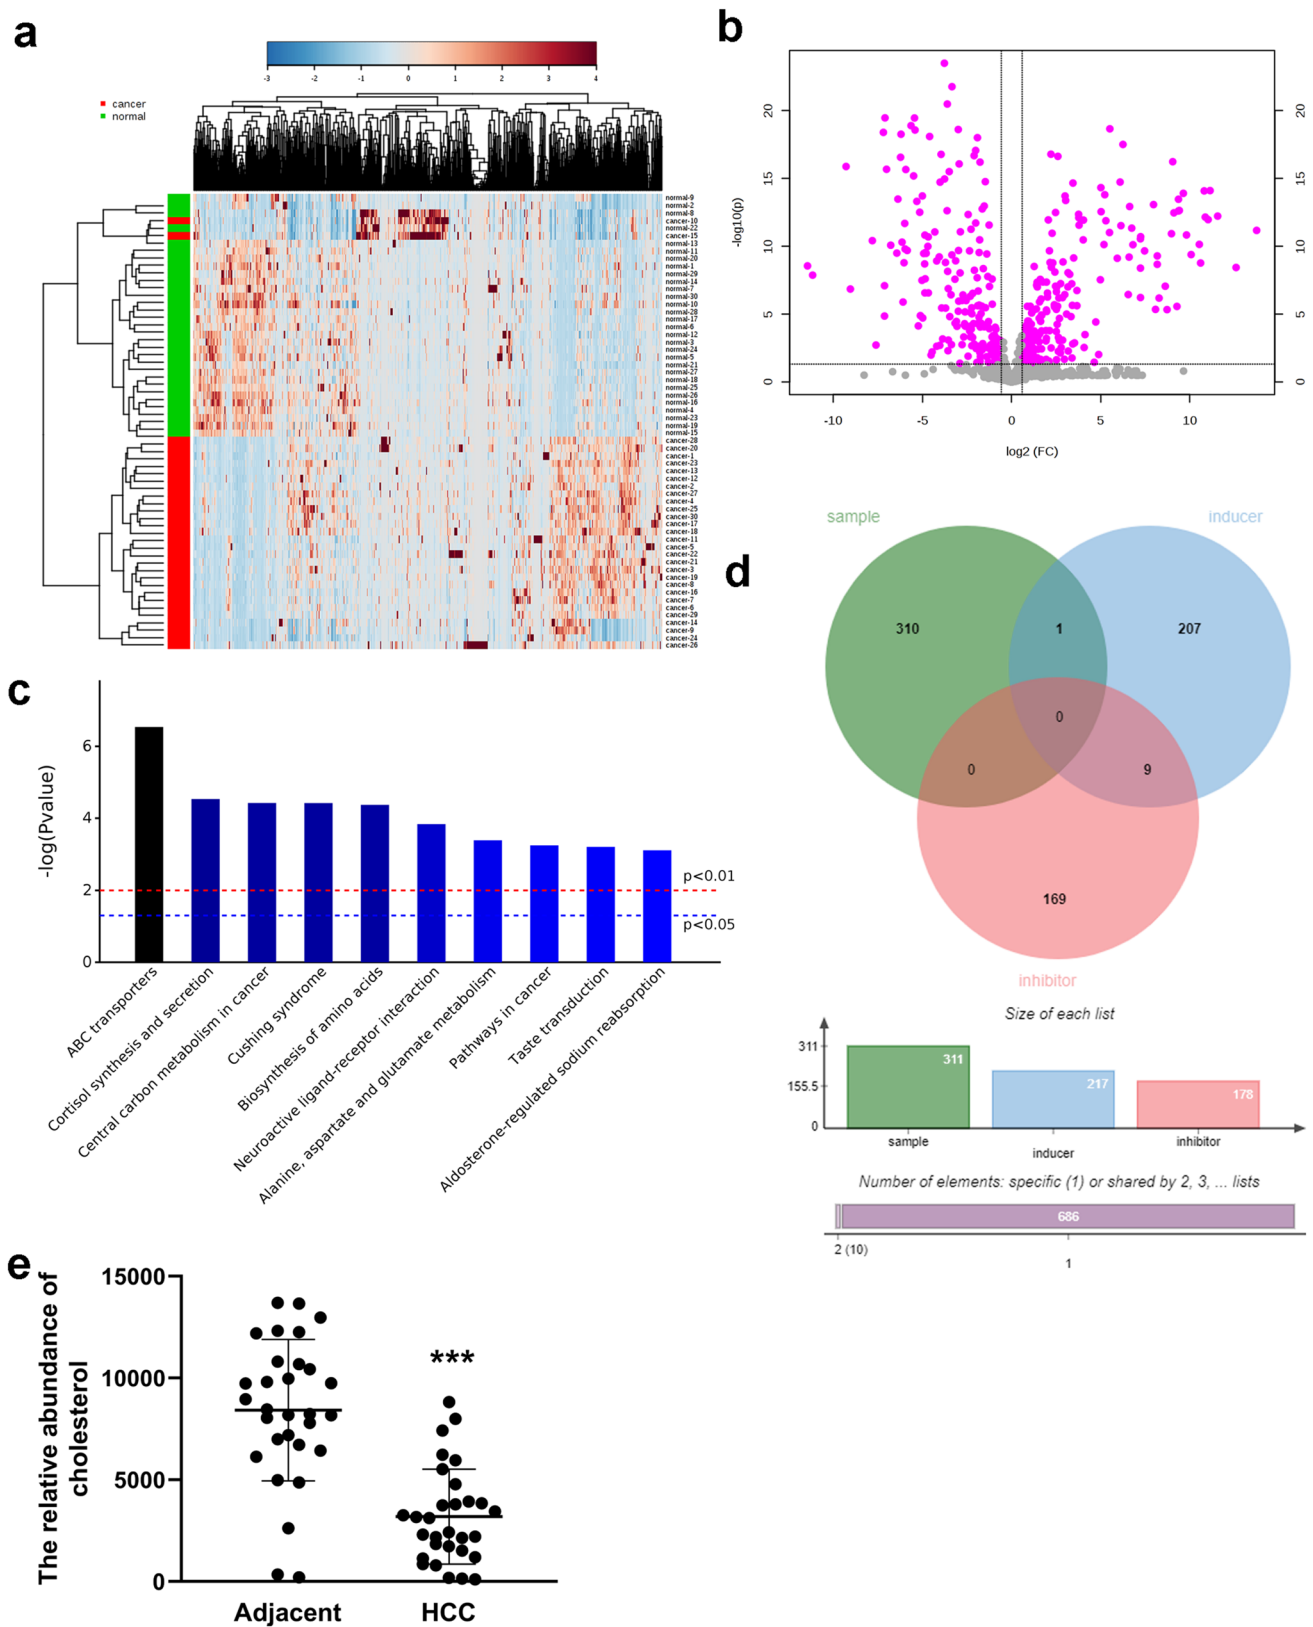 a
-3 -2 -1 0 1 2 3 4
cancer
normal
normal-9
normal-2
normal-8
cancer-10
normal-22
cancer-15
normal-13
normal-11
normal-20
normal-1
normal-29
normal-14
normal-7
normal-30
normal-10
normal-28
normal-17
normal-6
normal-12
normal-3
normal-24
normal-5
normal-21
normal-27
normal-18
normal-25
normal-26
normal-16
normal-4
normal-23
normal-19
normal-15
cancer-28
cancer-20
cancer-1
cancer-23
cancer-13
cancer-12
cancer-2
cancer-27
cancer-4
cancer-25
cancer-30
cancer-17
cancer-18
cancer-11
cancer-5
cancer-22
cancer-21
cancer-3
cancer-19
cancer-8
cancer-16
cancer-7
cancer-6
cancer-29
cancer-14
cancer-9
cancer-24
cancer-26
b
-log10(p)
20 20
15 15
10 10
5 5
0 0
-10 -5 0 5 10
log2 (FC)
c
-log(Pvalue)
6
4
2
0
p<0.01
p<0.05
ABC transporters
Cortisol synthesis and secretion
Central carbon metabolism in cancer
Cushing syndrome
Biosynthesis of amino acids
Neuroactive ligand-receptor interaction
Alanine, aspartate and glutamate metabolism
Pathways in cancer
Taste transduction
Aldosterone-regulated sodium reabsorption
d
sample inducer
310 1 207
0
0 9
169
inhibitor
Size of each list
311
155.5
0
311
217
178
sample
inducer
inhibitor
Number of elements: specific (1) or shared by 2, 3, ... lists
686
2 (10)
1
e
The relative abundance of
cholesterol
15000
10000
5000
0
***
Adjacent HCC